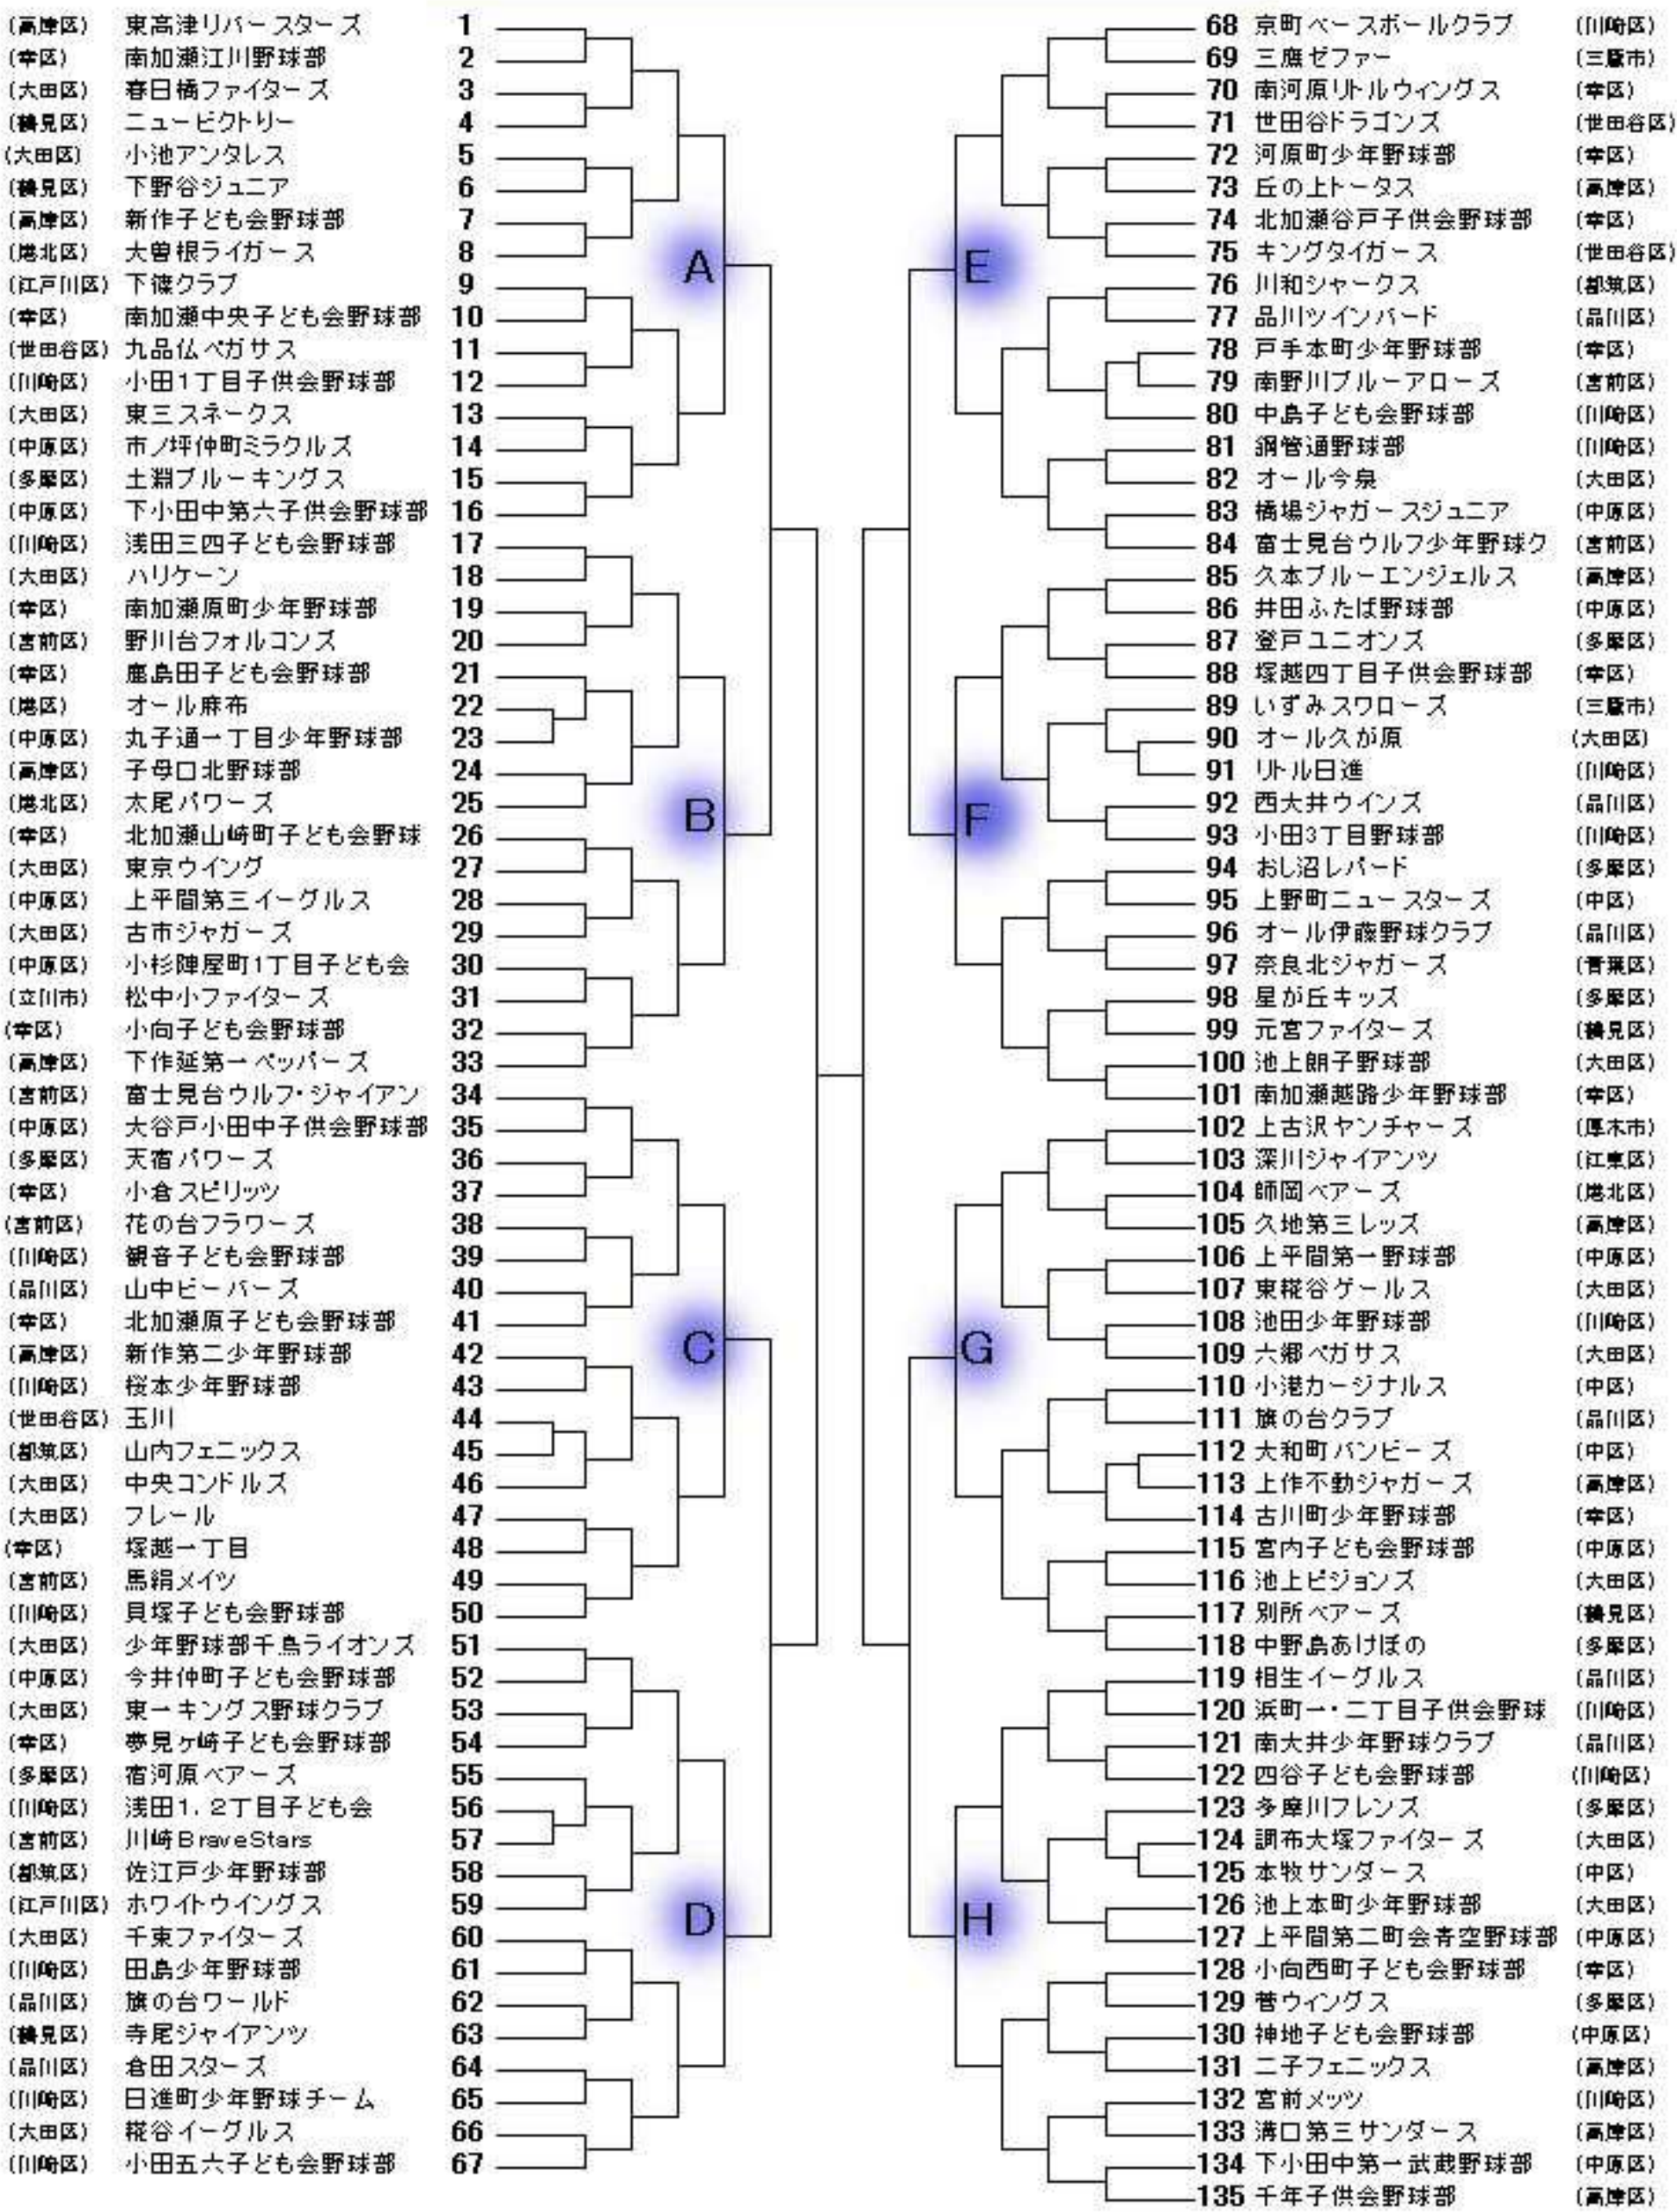 (高津区) 東高津リバースターズ 1
(幸区) 南加瀬江川野球部 2
(大田区) 春日橋ファイターズ 3
(鶴見区) ニュービクトリー 4
(大田区) 小池アンタレス 5
(鶴見区) 下野谷ジュニア 6
(高津区) 新作子ども会野球部 7
(港北区) 大曽根ライガース 8
(江戸川区) 下篠クラブ 9
(幸区) 南加瀬中央子ども会野球部 10
(世田谷区) 九品仏ペガサス 11
(川崎区) 小田1丁目子供会野球部 12
(大田区) 東三スネークス 13
(中原区) 市ノ坪仲町ミラクルズ 14
(多摩区) 土淵ブルーキングス 15
(中原区) 下小田中第六子供会野球部 16
(川崎区) 浅田三四子ども会野球部 17
(大田区) ハリケーン 18
(幸区) 南加瀬原町少年野球部 19
(宮前区) 野川台フォルコンズ 20
(幸区) 鹿島田子ども会野球部 21
(港区) オール麻布 22
(中原区) 丸子通一丁目少年野球部 23
(高津区) 子母口北野球部 24
(港北区) 太尾パワーズ 25
(幸区) 北加瀬山崎町子ども会野球 26
(大田区) 東京ウイング 27
(中原区) 上平間第三イーグルス 28
(大田区) 古市ジャガーズ 29
(中原区) 小杉陣屋町1丁目子ども会 30
(立川市) 松中小ファイターズ 31
(幸区) 小向子ども会野球部 32
(高津区) 下作延第一ペッパーズ 33
(宮前区) 富士見台ウルフ・ジャイアン 34
(中原区) 大谷戸小田中子供会野球部 35
(多摩区) 天宿パワーズ 36
(幸区) 小倉スピリッツ 37
(宮前区) 花の台フラワーズ 38
(川崎区) 観音子ども会野球部 39
(品川区) 山中ビーバーズ 40
(幸区) 北加瀬原子ども会野球部 41
(高津区) 新作第二少年野球部 42
(川崎区) 桜本少年野球部 43
(世田谷区) 玉川 44
(都筑区) 山内フェニックス 45
(大田区) 中央コンドルズ 46
(大田区) フレール 47
(幸区) 塚越一丁目 48
(宮前区) 馬絹メイツ 49
(川崎区) 貝塚子ども会野球部 50
(大田区) 少年野球部千鳥ライオンズ 51
(中原区) 今井仲町子ども会野球部 52
(大田区) 東一キングス野球クラブ 53
(幸区) 夢見ヶ崎子ども会野球部 54
(多摩区) 宿河原ベアーズ 55
(川崎区) 浅田1，2丁目子ども会 56
(宮前区) 川崎BraveStars 57
(都筑区) 佐江戸少年野球部 58
(江戸川区) ホワイトウイングス 59
(大田区) 千束ファイターズ 60
(川崎区) 田島少年野球部 61
(品川区) 旗の台ワールド 62
(鶴見区) 寺尾ジャイアンツ 63
(品川区) 倉田スターズ 64
(川崎区) 日進町少年野球チーム 65
(大田区) 糀谷イーグルス 66
(川崎区) 小田五六子ども会野球部 67
A
B
C
D
E
F
G
H
68 京町ベースボールクラブ (川崎区)
69 三鷹ゼファー (三鷹市)
70 南河原リトルウィングス (幸区)
71 世田谷ドラゴンズ (世田谷区)
72 河原町少年野球部 (幸区)
73 丘の上トータス (高津区)
74 北加瀬谷戸子供会野球部 (幸区)
75 キングタイガース (世田谷区)
76 川和シャークス (都筑区)
77 品川ツインバード (品川区)
78 戸手本町少年野球部 (幸区)
79 南野川ブルーアローズ (宮前区)
80 中島子ども会野球部 (川崎区)
81 鋼管通野球部 (川崎区)
82 オール今泉 (大田区)
83 橋場ジャガースジュニア (中原区)
84 富士見台ウルフ少年野球ク (宮前区)
85 久本ブルーエンジェルス (高津区)
86 井田ふたば野球部 (中原区)
87 登戸ユニオンズ (多摩区)
88 塚越四丁目子供会野球部 (幸区)
89 いずみスワローズ (三鷹市)
90 オール久が原 (大田区)
91 リトル日進 (川崎区)
92 西大井ウインズ (品川区)
93 小田3丁目野球部 (川崎区)
94 おし沼レパード (多摩区)
95 上野町ニュースターズ (中区)
96 オール伊藤野球クラブ (品川区)
97 奈良北ジャガーズ (青葉区)
98 星が丘キッズ (多摩区)
99 元宮ファイターズ (鶴見区)
100 池上朗子野球部 (大田区)
101 南加瀬越路少年野球部 (幸区)
102 上古沢ヤンチャーズ (厚木市)
103 深川ジャイアンツ (江東区)
104 師岡ベアーズ (港北区)
105 久地第三レッズ (高津区)
106 上平間第一野球部 (中原区)
107 東糀谷ゲールス (大田区)
108 池田少年野球部 (川崎区)
109 六郷ペガサス (大田区)
110 小港カージナルス (中区)
111 旗の台クラブ (品川区)
112 大和町バンビーズ (中区)
113 上作不動ジャガーズ (高津区)
114 古川町少年野球部 (幸区)
115 宮内子ども会野球部 (中原区)
116 池上ピジョンズ (大田区)
117 別所ベアーズ (鶴見区)
118 中野島あけぼの (多摩区)
119 相生イーグルス (品川区)
120 浜町一・二丁目子供会野球 (川崎区)
121 南大井少年野球クラブ (品川区)
122 四谷子ども会野球部 (川崎区)
123 多摩川フレンズ (多摩区)
124 調布大塚ファイターズ (大田区)
125 本牧サンダース (中区)
126 池上本町少年野球部 (大田区)
127 上平間第二町会青空野球部 (中原区)
128 小向西町子ども会野球部 (幸区)
129 菅ウィングス (多摩区)
130 神地子ども会野球部 (中原区)
131 二子フェニックス (高津区)
132 宮前メッツ (川崎区)
133 溝口第三サンダース (高津区)
134 下小田中第一武蔵野球部 (中原区)
135 千年子供会野球部 (高津区)